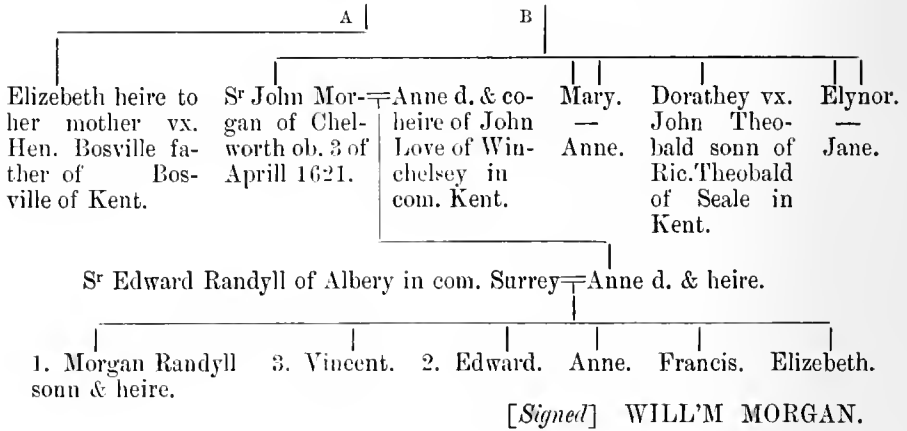 A
B
Elizebeth heire to
her mother vx.
Hen. Bosville fa-
ther of Bos-
ville of Kent.
Sʳ John Mor-
gan of Chel-
worth ob. 3 of
Aprill 1621.
Anne d. & co-
heire of John
Love of Win-
chelsey in
com. Kent.
Mary.
—
Anne.
Dorathey vx.
John Theo-
bald sonn of
Ric. Theobald
of Seale in
Kent.
Elynor.
—
Jane.
Sʳ Edward Randyll of Albery in com. Surrey=Anne d. & heire.
1. Morgan Randyll
sonn & heire.
3. Vincent.
2. Edward.
Anne.
Francis.
Elizebeth.
[Signed] WILL'M MORGAN.